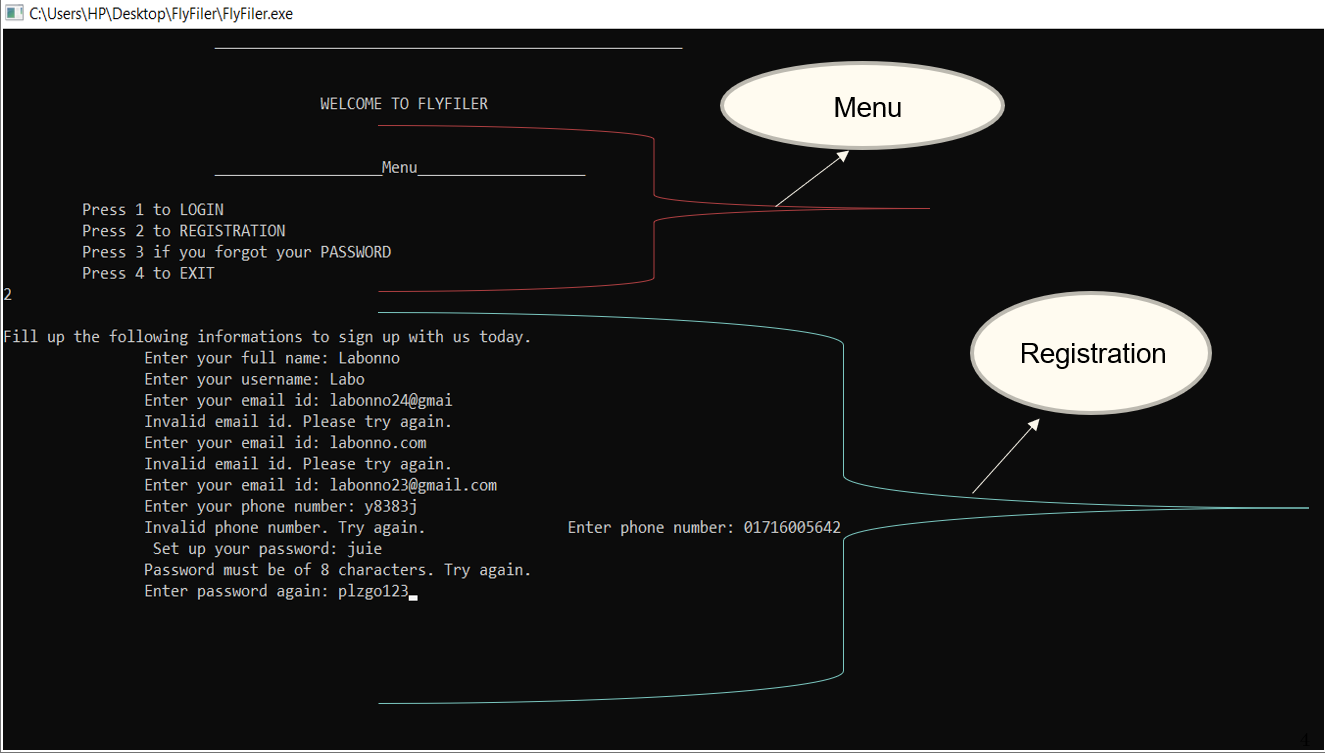 C:\Users\HP\Desktop\FlyFiler\FlyFiler.exe
WELCOME TO FLYFILER
Menu
Menu
Press 1 to LOGIN
Press 2 to REGISTRATION
Press 3 if you forgot your PASSWORD
Press 4 to EXIT
2
Fill up the following informations to sign up with us today.
Enter your full name: Labonno
Enter your username: Labo
Registration
Enter your email id: labonno24@gmai
Invalid email id. Please try again.
Enter your email id: labonno.com
Invalid email id. Please try again.
Enter your email id: labonno23@gmail.com
Enter your phone number: y8383j
Invalid phone number. Try again. Enter phone number: 01716005642
Set up your password: juie
Password must be of 8 characters. Try again.
Enter password again: plzgo123